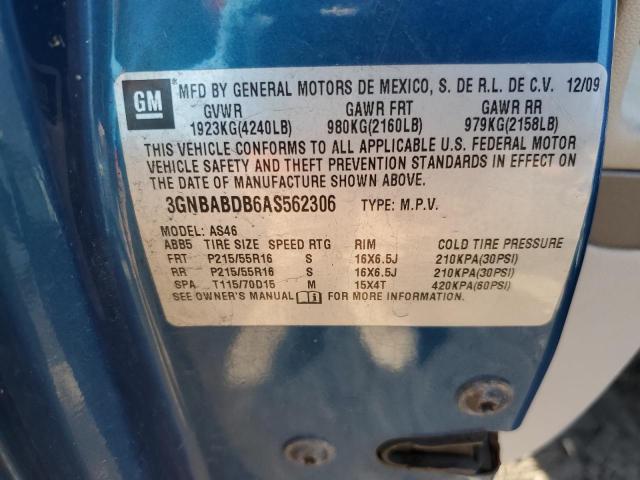 GM
MFD BY GENERAL MOTORS DE MEXICO, S. DE R.L. DE C.V. 12/09
GVWR GAWR FRT GAWR RR
1923KG(4240LB) 980KG(2160LB) 979KG(2158LB)
THIS VEHICLE CONFORMS TO ALL APPLICABLE U.S. FEDERAL MOTOR
VEHICLE SAFETY AND THEFT PREVENTION STANDARDS IN EFFECT ON
THE DATE OF MANUFACTURE SHOWN ABOVE.
3GNBABDB6AS562306 TYPE: M.P.V.
MODEL: AS46
ABB5 TIRE SIZE SPEED RTG RIM COLD TIRE PRESSURE
FRT P215/55R16 S 16X6.5J 210KPA(30PSI)
RR P215/55R16 S 16X6.5J 210KPA(30PSI)
SPA T115/70D15 M 15X4T 420KPA(60PSI)
SEE OWNER'S MANUAL i FOR MORE INFORMATION.